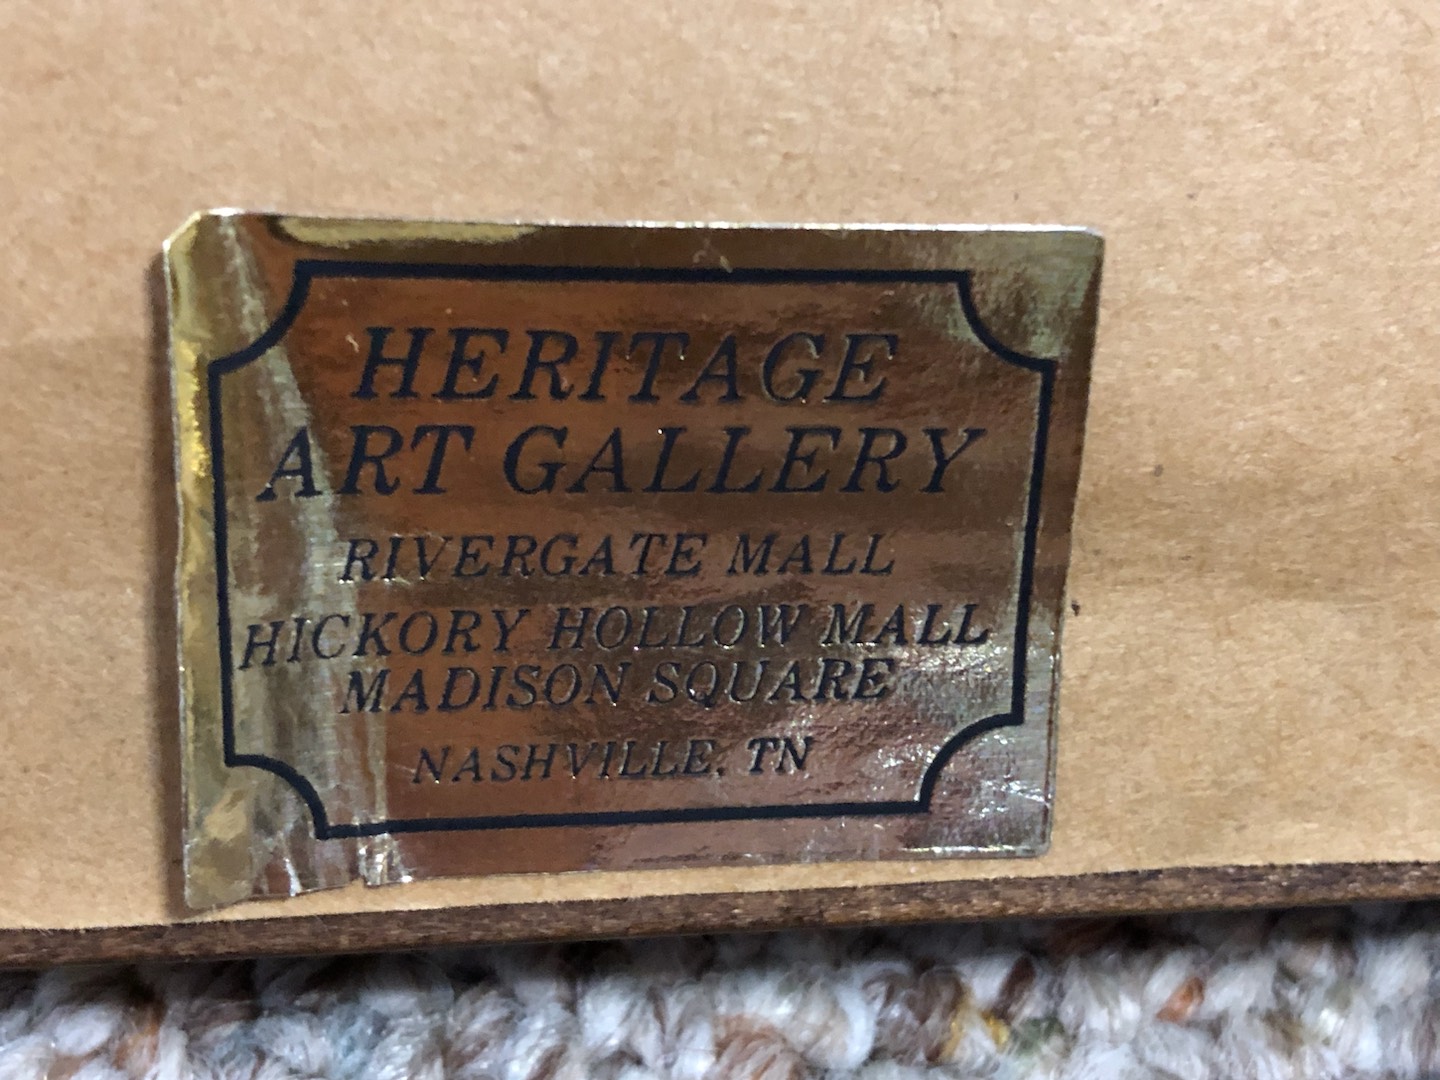 HERITAGE
ART GALLERY
RIVERGATE MALL
HICKORY HOLLOW MALL
MADISON SQUARE
NASHVILLE, TN